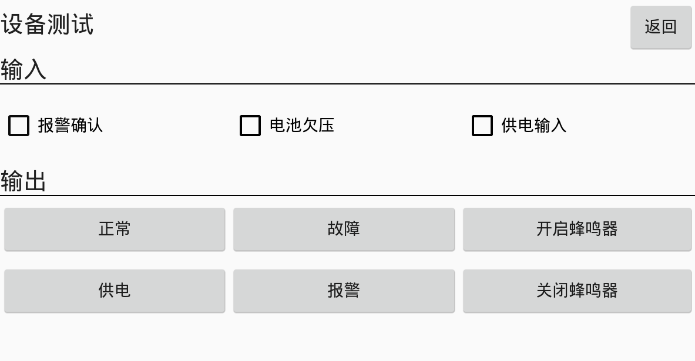 设备测试
返回
输入
报警确认 电池欠压 供电输入
输出
正常 故障 开启蜂鸣器
供电 报警 关闭蜂鸣器